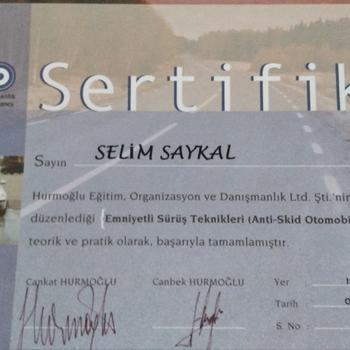 Sertifik
Sayın SELİM SAYKAL
Hurmoğlu Eğitim, Organizasyon ve Danışmanlık Ltd. Şti.'nin
düzenlediği (Emniyetli Sürüş Teknikleri (Anti-Skid Otomobi
teorik ve pratik olarak, başarıyla tamamlamıştır.
Cankat HURMOĞLU Canbek HURMOĞLU Yer
Tarih 0
S. No :